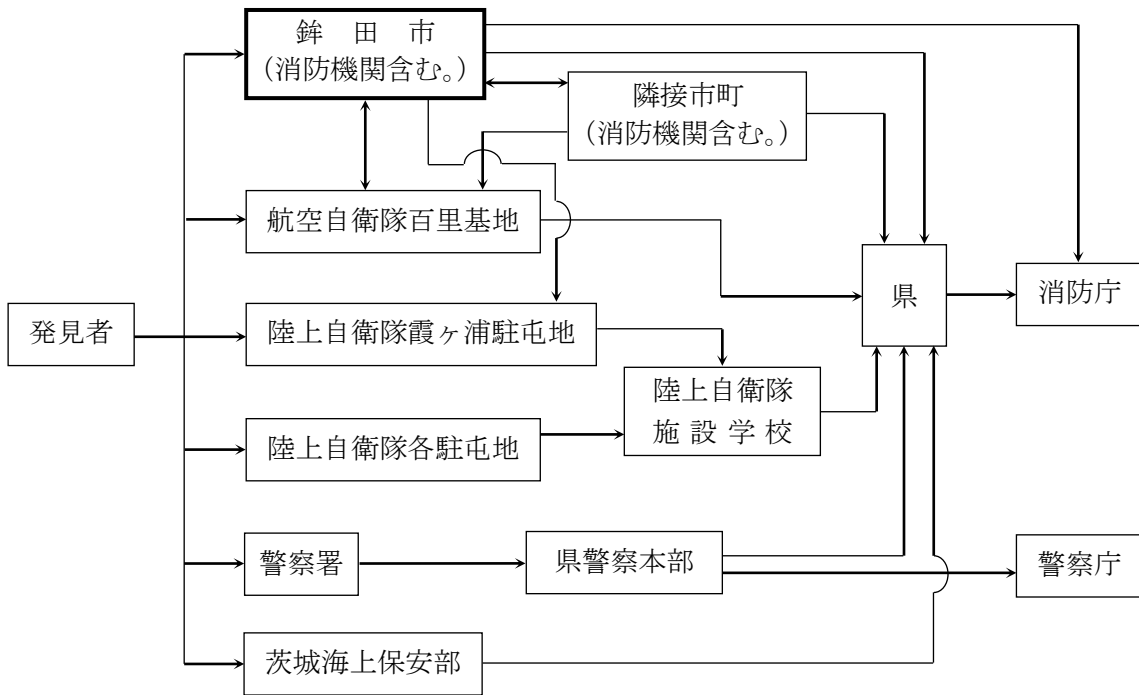 鉾田市
(消防機関含む。)
隣接市町
(消防機関含む。)
航空自衛隊百里基地
県
消防庁
発見者
陸上自衛隊霞ヶ浦駐屯地
陸上自衛隊
施設学校
陸上自衛隊各駐屯地
警察署
県警察本部
警察庁
茨城海上保安部